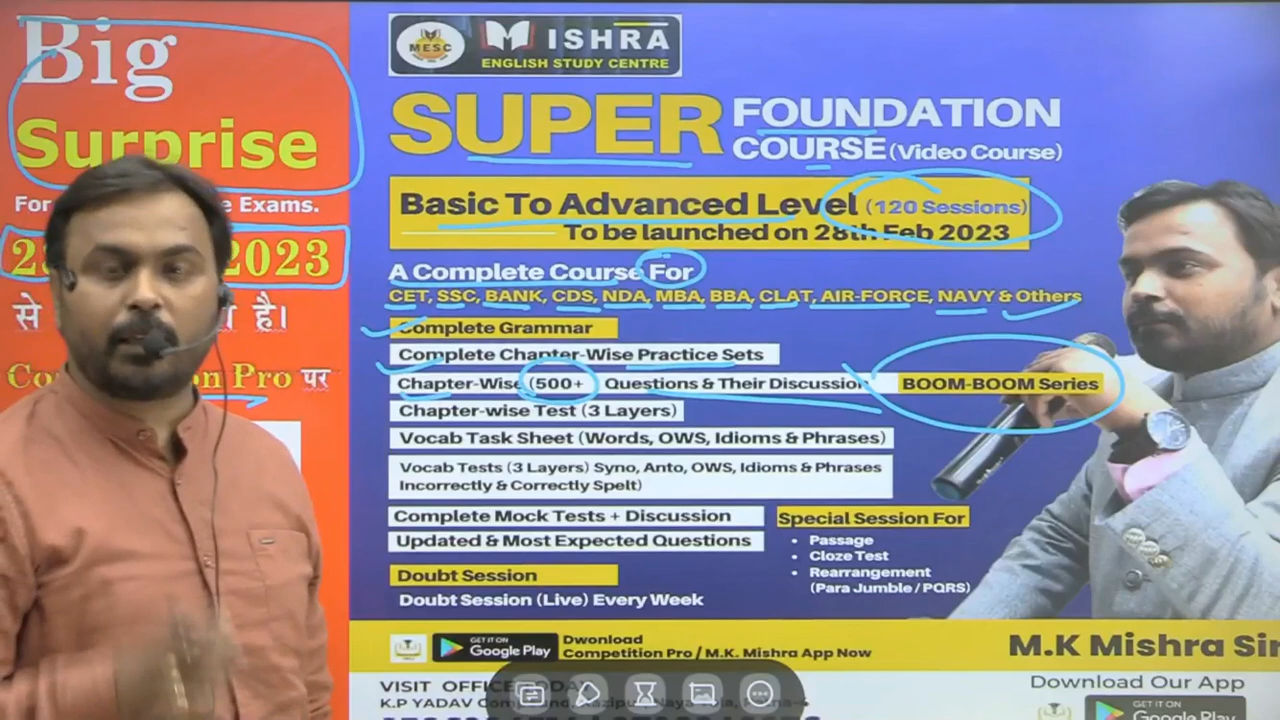 Big
Surprise
For Exams.
2023
से है।
Pro पर
MESC
MISHRA
ENGLISH STUDY CENTRE
SUPER FOUNDATION
COURSE (Video Course)
Basic To Advanced Level (120 Sessions)
To be launched on 28th Feb 2023
A Complete Course For
CET, SSC, BANK, CDS, NDA, MBA, BBA, CLAT, AIR-FORCE, NAVY & Others
Complete Grammar
Complete Chapter-Wise Practice Sets
Chapter-Wise (500+ Questions & Their Discussion BOOM-BOOM Series
Chapter-wise Test (3 Layers)
Vocab Task Sheet (Words, OWS, Idioms & Phrases)
Vocab Tests (3 Layers) Syno, Anto, OWS, Idioms & Phrases
Incorrectly & Correctly Spelt)
Complete Mock Tests + Discussion
Updated & Most Expected Questions
Special Session For
• Passage
• Cloze Test
• Rearrangement
(Para Jumble / PQRS)
Doubt Session
Doubt Session (Live) Every Week
GET IT ON
Google Play
Dwonload
Competition Pro / M.K. Mishra App Now
M.K Mishra Sir
VISIT
K.P YADAV
Download Our App
GET IT ON
Google Play